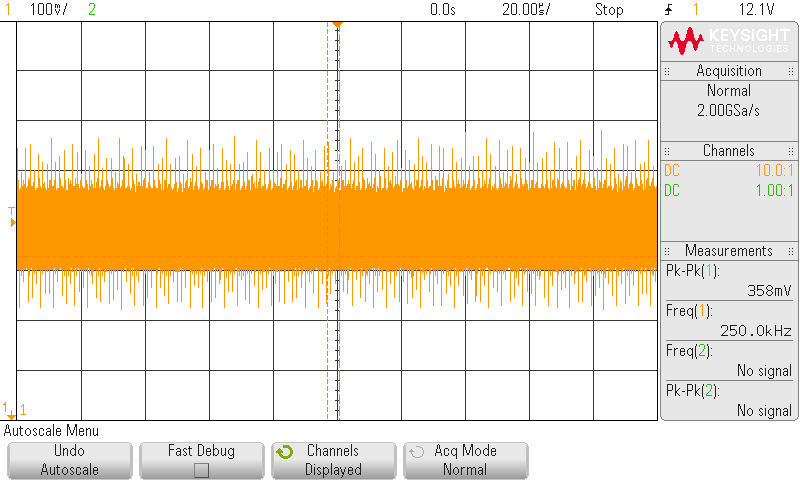 1 100㎷/ 2 0.0s 20.00㎲/ Stop 1 12.1V
KEYSIGHT
TECHNOLOGIES
Acquisition
Normal
2.00GSa/s
Channels
DC 10.0:1
DC 1.00:1
Measurements
Pk-Pk(1):
358mV
Freq(1):
250.0kHz
Freq(2):
No signal
Pk-Pk(2):
No signal
T
1 1
Autoscale Menu
Undo
Autoscale
Fast Debug
Channels
Displayed
Acq Mode
Normal